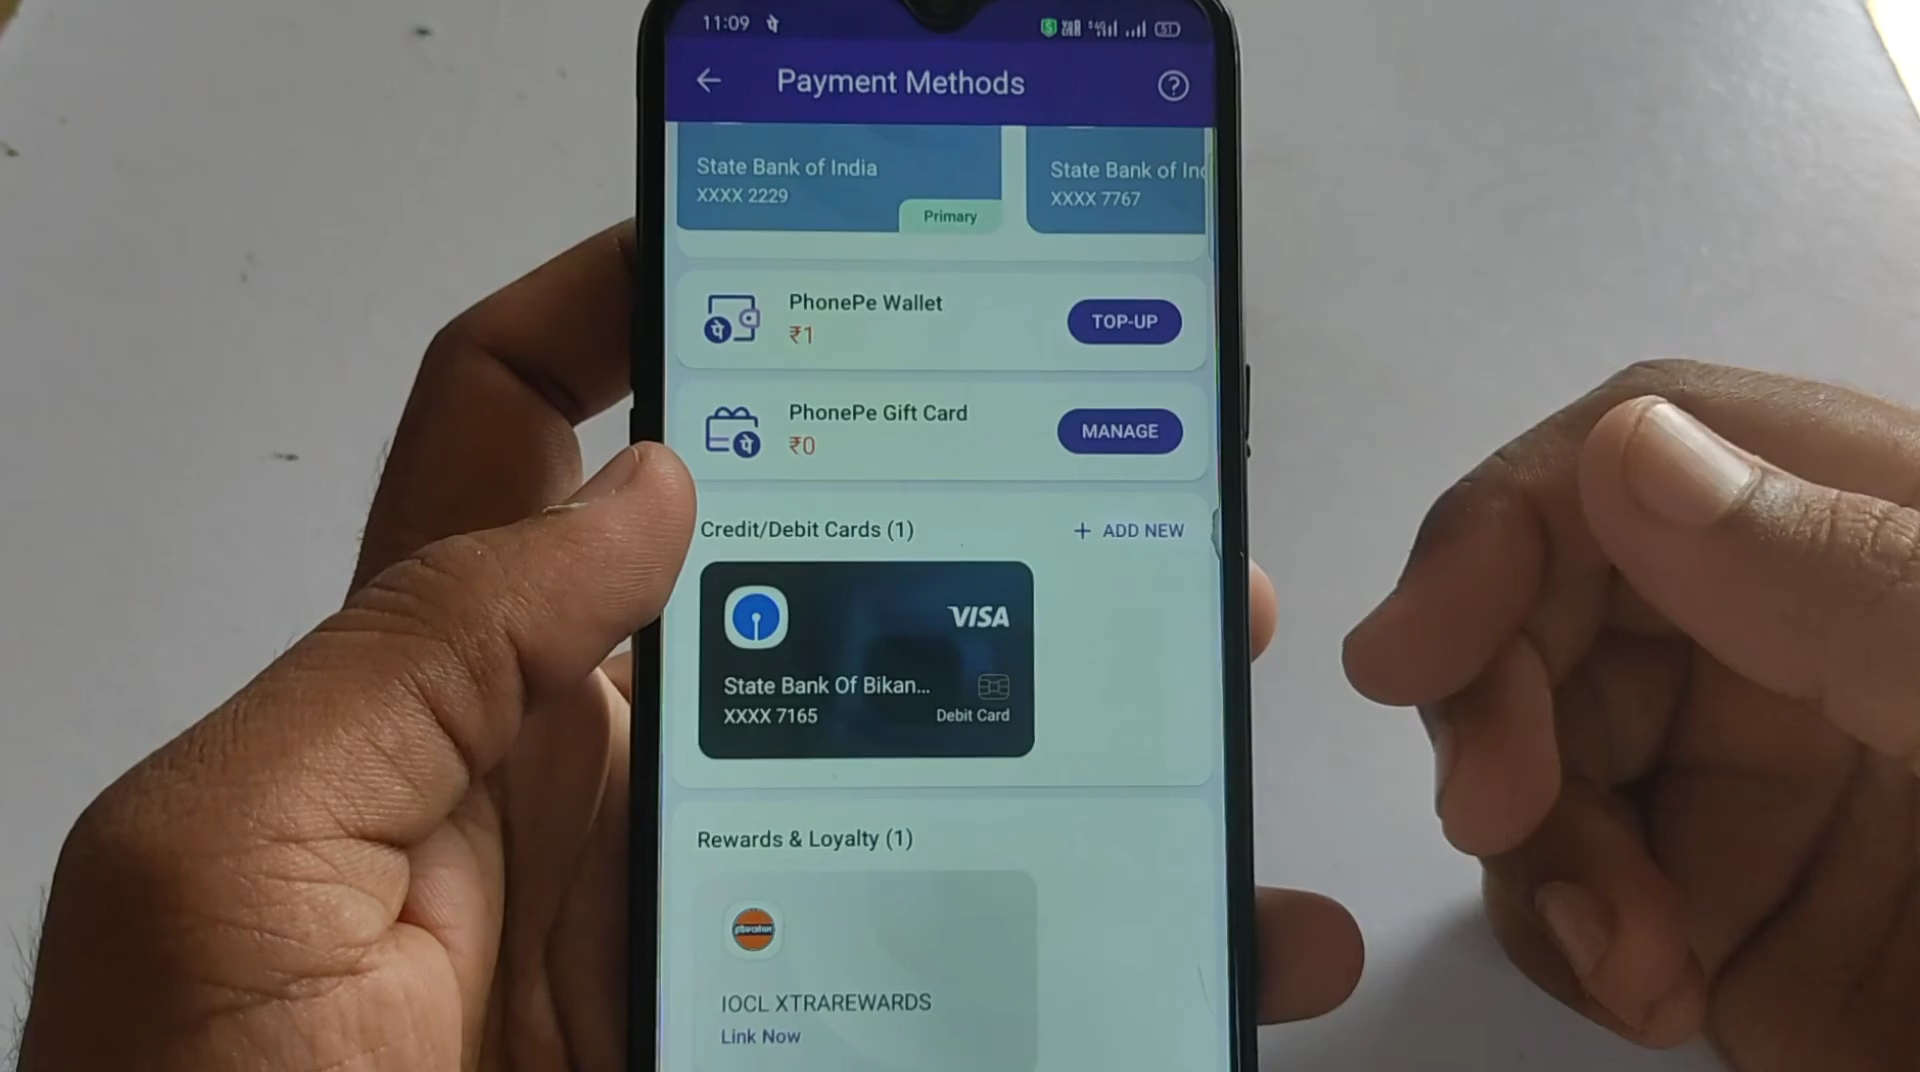 11:09 पे
51
Payment Methods
State Bank of India
XXXX 2229
Primary
State Bank of Ind
XXXX 7767
PhonePe Wallet
₹1
TOP-UP
पे
PhonePe Gift Card
₹0
MANAGE
पे
Credit/Debit Cards (1)
+ ADD NEW
VISA
State Bank Of Bikan...
XXXX 7165
Debit Card
Rewards & Loyalty (1)
IOCL XTRAREWARDS
Link Now